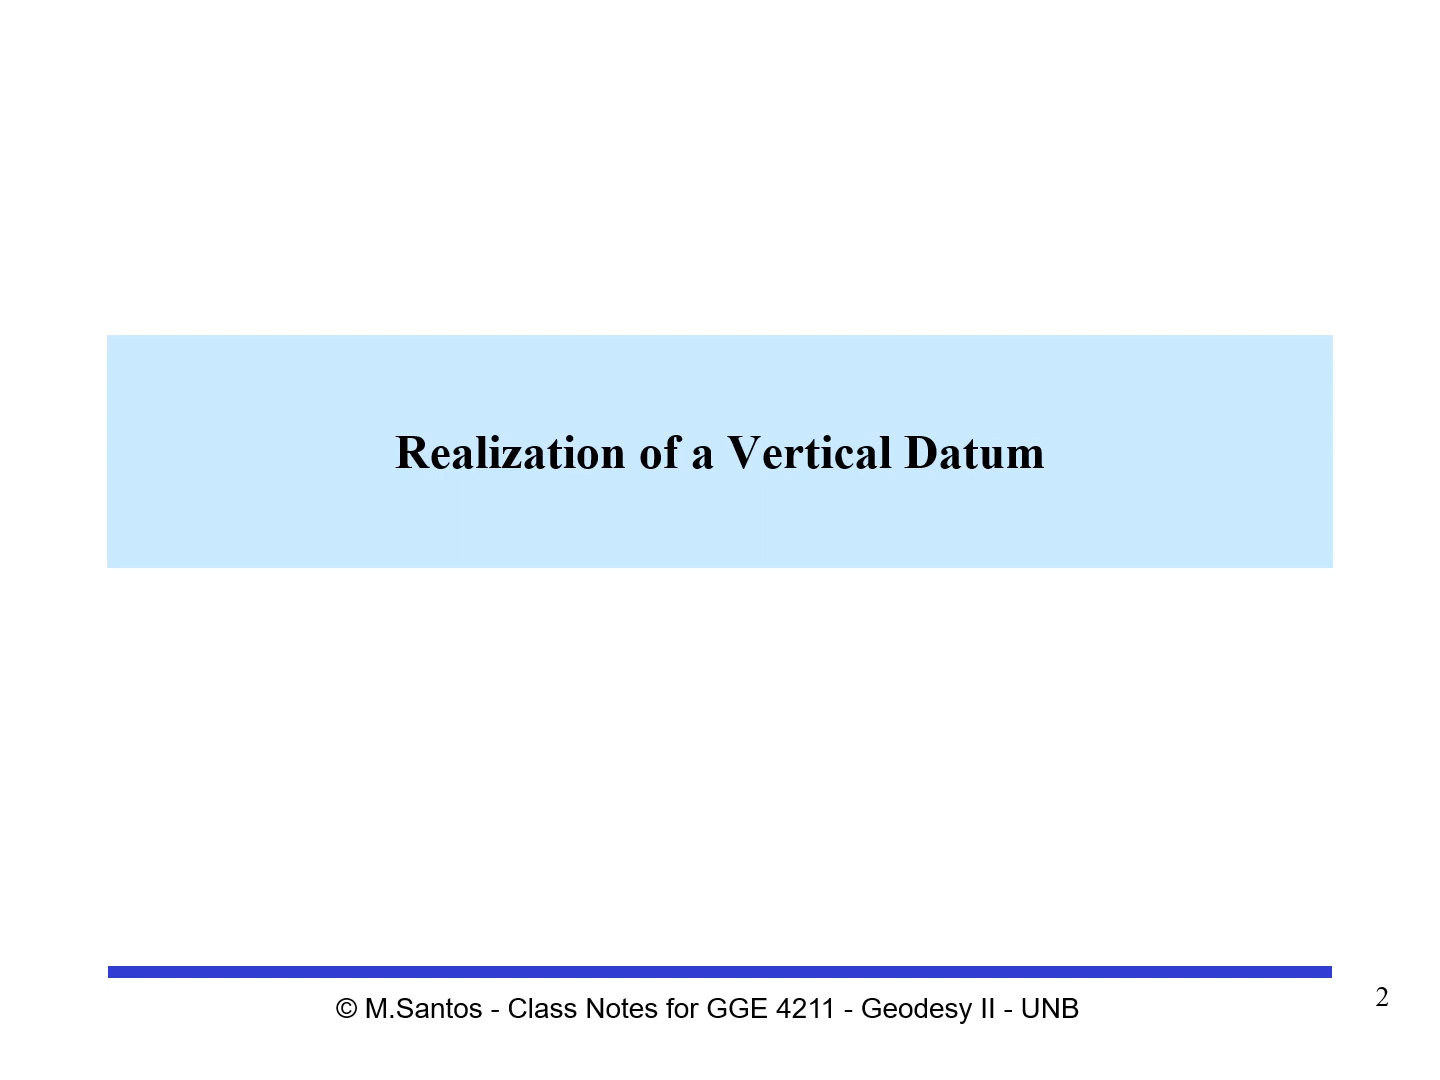 Realization of a Vertical Datum
© M.Santos - Class Notes for GGE 4211 - Geodesy II - UNB
2